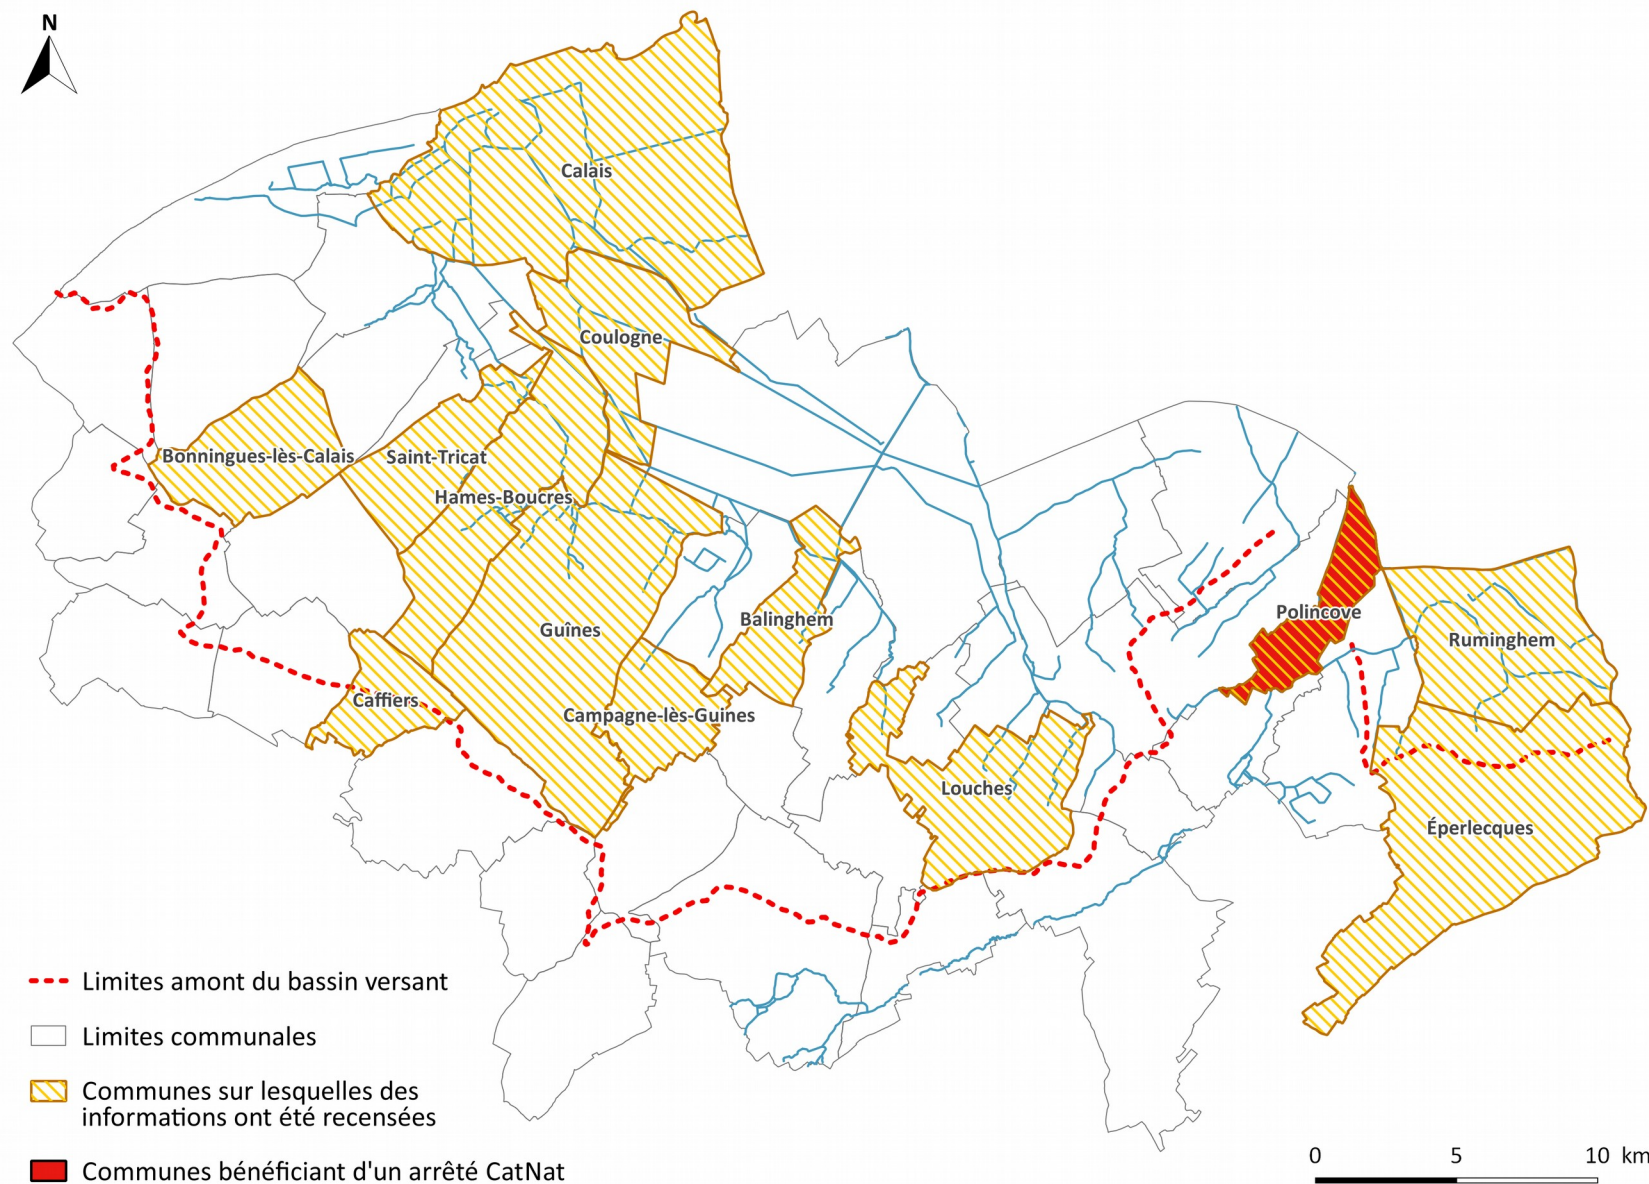 N
Calais
Coulogne
Bonningues-lès-Calais
Saint-Tricat
Hames-Boucres
Guînes
Balinghem
Polincove
Ruminghem
Caffiers
Campagne-lès-Guines
Louches
Éperlecques
Limites amont du bassin versant
Limites communales
Communes sur lesquelles des
informations ont été recensées
Communes bénéficiant d'un arrêté CatNat
0 5 10 km